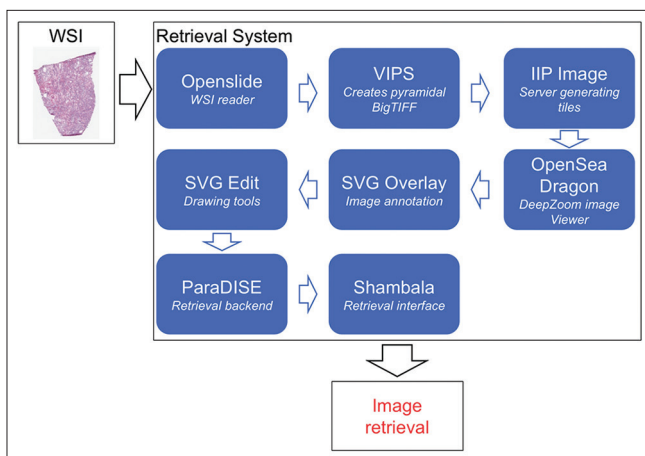 WSI
Retrieval System
Openslide
WSI reader
VIPS
Creates pyramidal
BigTIFF
IIP Image
Server generating
tiles
SVG Edit
Drawing tools
SVG Overlay
Image annotation
OpenSea
Dragon
DeepZoom image
Viewer
ParaDISE
Retrieval backend
Shambala
Retrieval interface
Image
retrieval